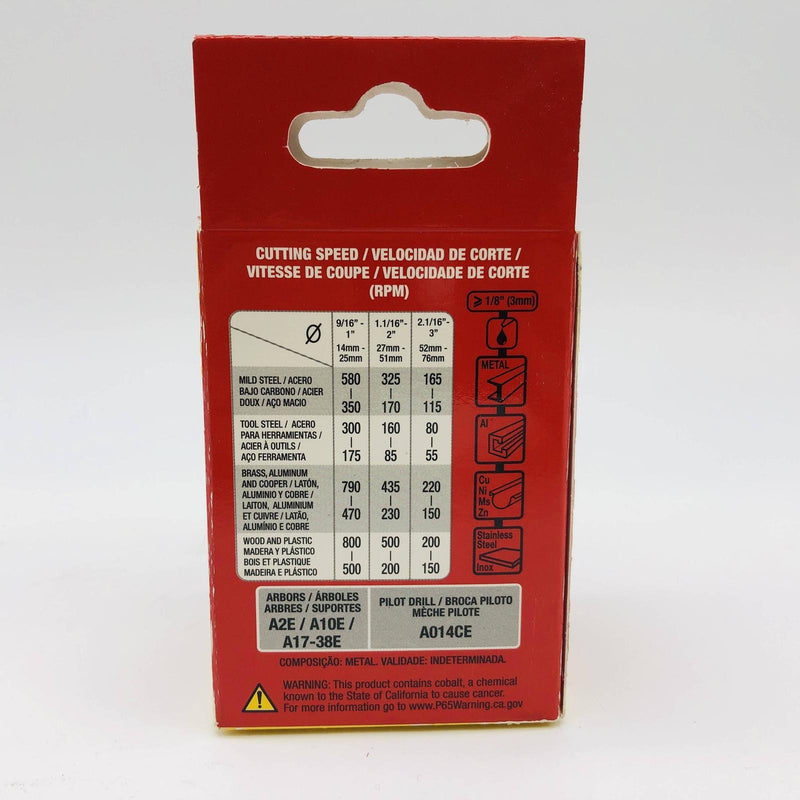 CUTTING SPEED / VELOCIDAD DE CORTE /
VITESSE DE COUPE / VELOCIDADE DE CORTE
(RPM)
⩾ 1/8" (3mm)
Ø
9/16"-
1"
14mm -
25mm
1.1/16"-
2"
27mm -
51mm
2.1/16"-
3"
52mm -
76mm
MILD STEEL / ACERO
BAJO CARBONO / ACIER
DOUX / AÇO MACIO
580
350
325
170
165
115
TOOL STEEL / ACERO
PARA HERRAMIENTAS /
ACIER À OUTILS /
AÇO FERRAMENTA
300
175
160
85
80
55
BRASS, ALUMINUM
AND COOPER / LATÓN,
ALUMINIO Y COBRE /
LAITON, ALUMINIUM
ET CUIVRE / LATÃO,
ALUMÍNIO E COBRE
790
470
435
230
220
150
WOOD AND PLASTIC
MADERA Y PLÁSTICO
BOIS ET PLASTIQUE
MADEIRA E PLÁSTICO
800
500
500
200
200
150
METAL
Al
Cu
Ni
Ms
Zn
Stainless
Steel
Inox
ARBORS / ÁRBOLES
ARBRES / SUPORTES
A2E / A10E /
A17-38E
PILOT DRILL / BROCA PILOTO
MÈCHE PILOTE
A014CE
COMPOSIÇÃO: METAL. VALIDADE: INDETERMINADA.
WARNING: This product contains cobalt, a chemical
known to the State of California to cause cancer.
For more information go to www.P65Warning.ca.gov